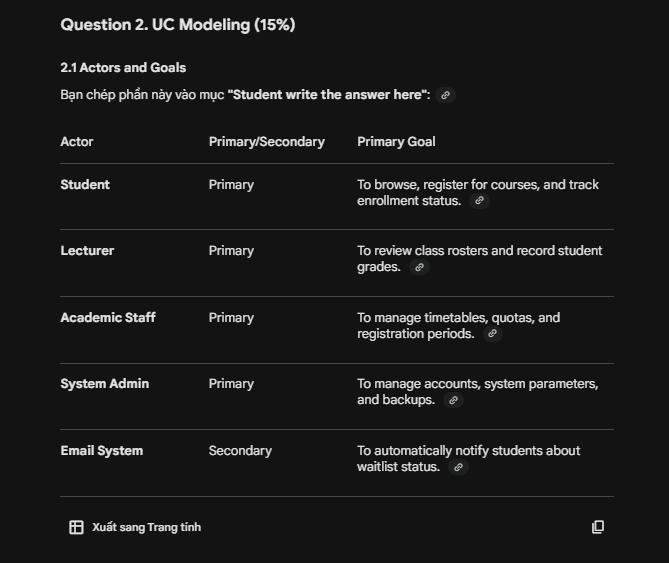 Question 2. UC Modeling (15%)
2.1 Actors and Goals
Bạn chép phần này vào mục "Student write the answer here":
Actor Primary/Secondary Primary Goal
Student Primary To browse, register for courses, and track
enrollment status.
Lecturer Primary To review class rosters and record student
grades.
Academic Staff Primary To manage timetables, quotas, and
registration periods.
System Admin Primary To manage accounts, system parameters,
and backups.
Email System Secondary To automatically notify students about
waitlist status.
Xuất sang Trang tính